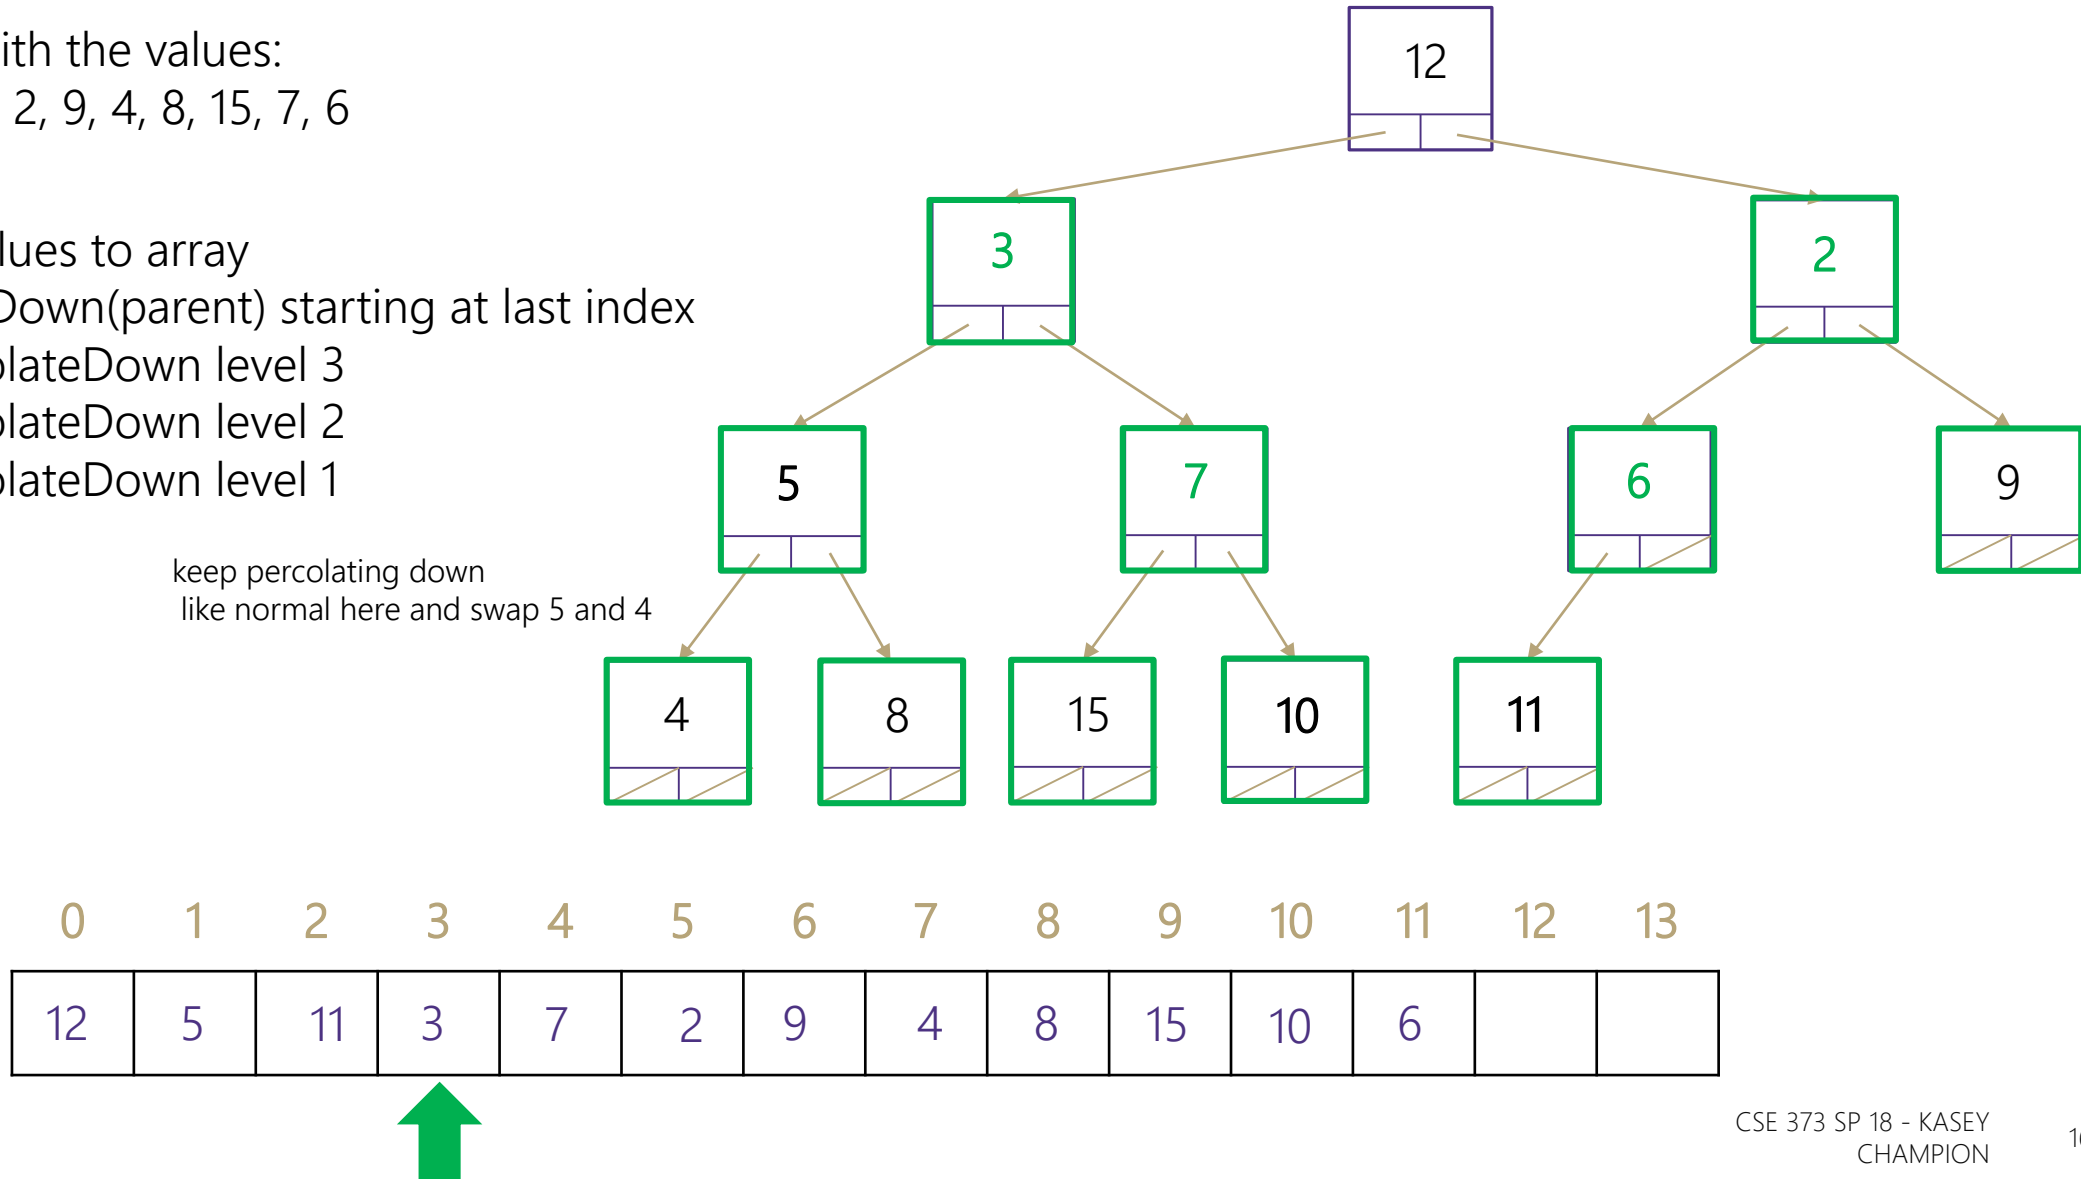 ith the values:
2, 9, 4, 8, 15, 7, 6
lues to array
Down(parent) starting at last index
olateDown level 3
olateDown level 2
olateDown level 1
keep percolating down
like normal here and swap 5 and 4
12
3 2
5 7 6 9
4 8 15 10 11
0 1 2 3 4 5 6 7 8 9 10 11 12 13
12 5 11 3 7 2 9 4 8 15 10 6
CSE 373 SP 18 - KASEY
CHAMPION